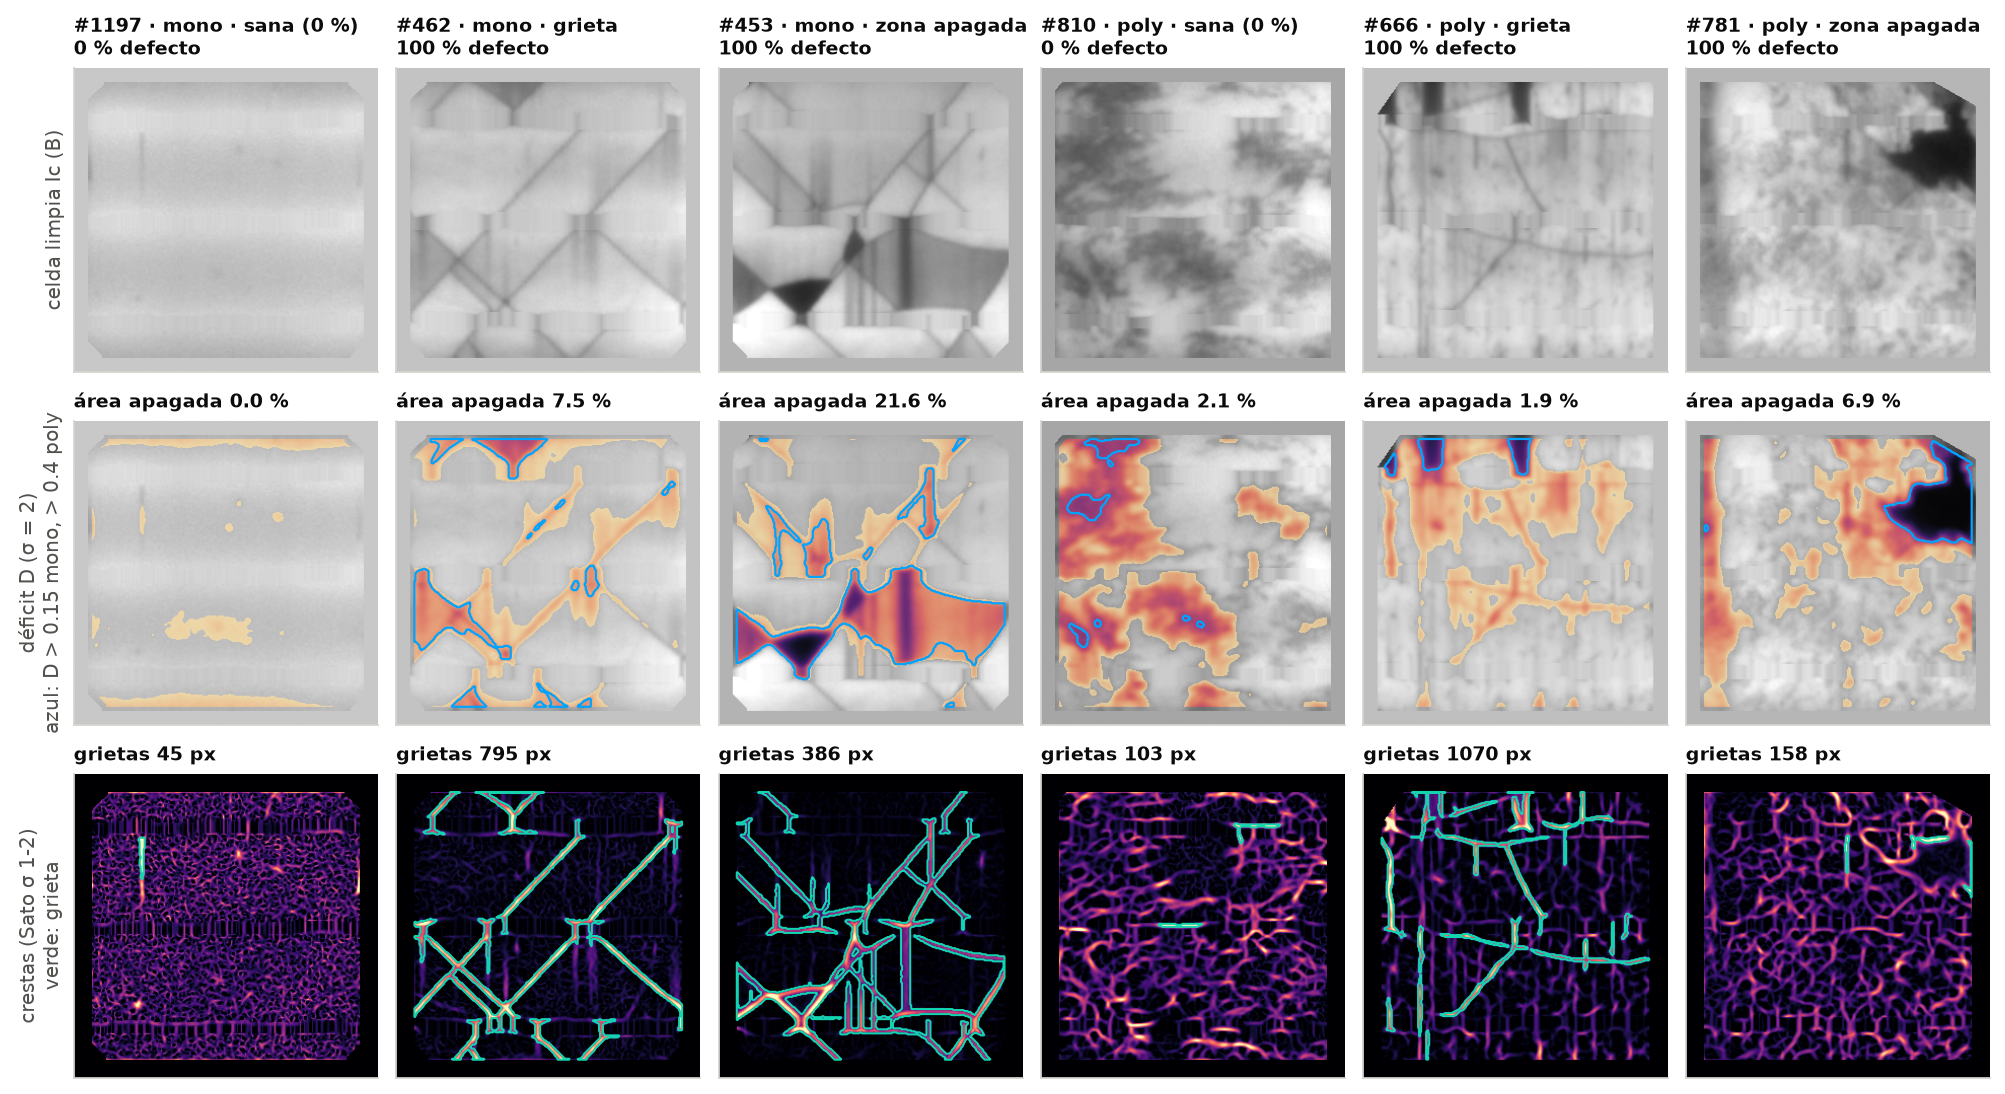 #1197 · mono · sana (0 %)
0 % defecto
#462 · mono · grieta
100 % defecto
#453 · mono · zona apagada
100 % defecto
#810 · poly · sana (0 %)
0 % defecto
#666 · poly · grieta
100 % defecto
#781 · poly · zona apagada
100 % defecto
celda limpia Ic (B)
área apagada 0.0 %
área apagada 7.5 %
área apagada 21.6 %
área apagada 2.1 %
área apagada 1.9 %
área apagada 6.9 %
déficit D (σ = 2)
azul: D > 0.15 mono, > 0.4 poly
grietas 45 px
grietas 795 px
grietas 386 px
grietas 103 px
grietas 1070 px
grietas 158 px
crestas (Sato σ 1-2)
verde: grieta